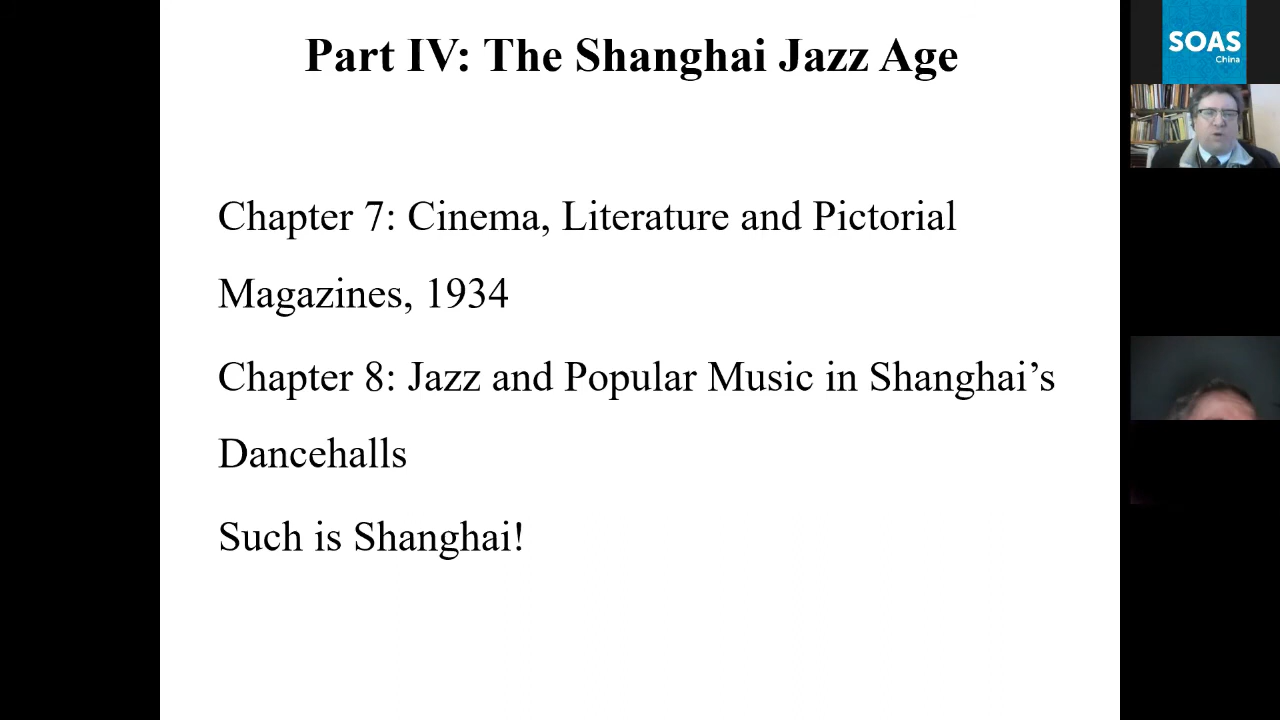 Part IV: The Shanghai Jazz Age
SOAS
China
Chapter 7: Cinema, Literature and Pictorial
Magazines, 1934
Chapter 8: Jazz and Popular Music in Shanghai’s
Dancehalls
Such is Shanghai!